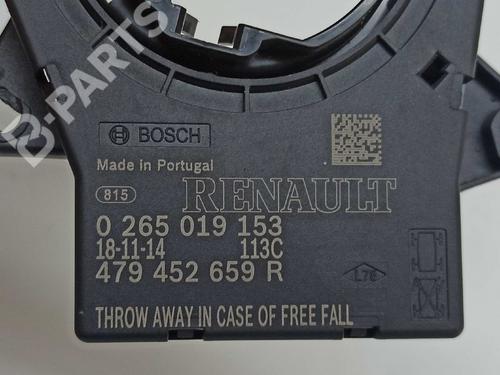 B-PARTS
BOSCH
Made in Portugal
815
RENAULT
0 265 019 153
18-11-14 113C
479 452 659 R
L76
THROW AWAY IN CASE OF FREE FALL